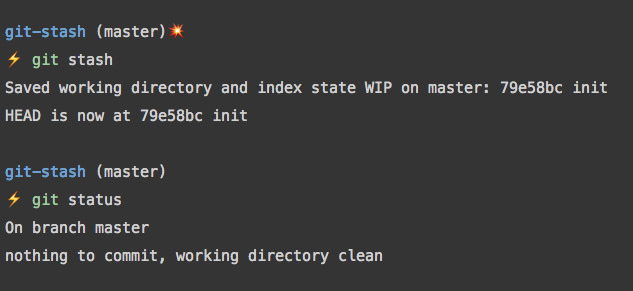 git-stash (master)💥
⚡ git stash
Saved working directory and index state WIP on master: 79e58bc init
HEAD is now at 79e58bc init
git-stash (master)
⚡ git status
On branch master
nothing to commit, working directory clean